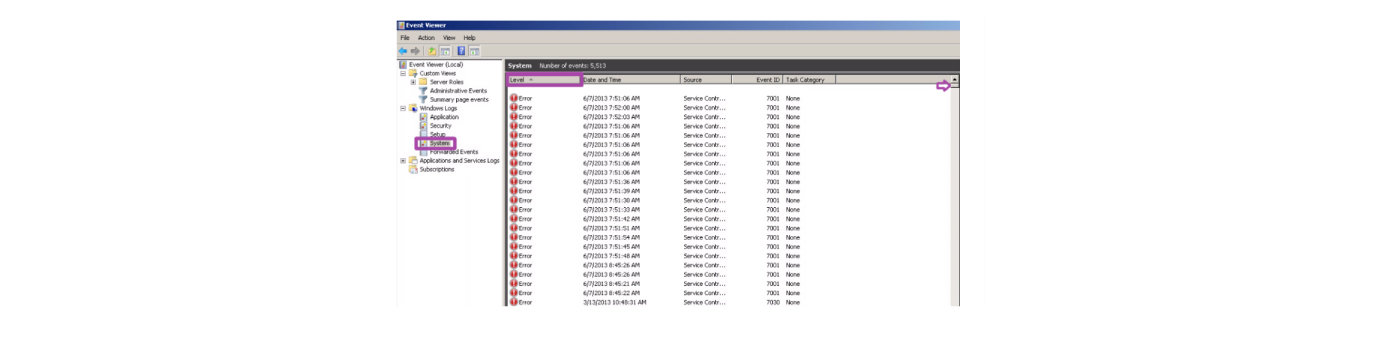 Event Viewer
File Action View Help
Event Viewer (Local)
Custom Views
Server Roles
Administrative Events
Summary page events
Windows Logs
Application
Security
Setup
System
Forwarded Events
Applications and Services Logs
Subscriptions
System Number of events: 5,513
Level Date and Time Source Event ID Task Category
Error 6/7/2013 7:51:06 AM Service Contr... 7001 None
Error 6/7/2013 7:52:00 AM Service Contr... 7001 None
Error 6/7/2013 7:52:03 AM Service Contr... 7001 None
Error 6/7/2013 7:51:06 AM Service Contr... 7001 None
Error 6/7/2013 7:51:06 AM Service Contr... 7001 None
Error 6/7/2013 7:51:06 AM Service Contr... 7001 None
Error 6/7/2013 7:51:06 AM Service Contr... 7001 None
Error 6/7/2013 7:51:06 AM Service Contr... 7001 None
Error 6/7/2013 7:51:06 AM Service Contr... 7001 None
Error 6/7/2013 7:51:36 AM Service Contr... 7001 None
Error 6/7/2013 7:51:39 AM Service Contr... 7001 None
Error 6/7/2013 7:51:30 AM Service Contr... 7001 None
Error 6/7/2013 7:51:33 AM Service Contr... 7001 None
Error 6/7/2013 7:51:42 AM Service Contr... 7001 None
Error 6/7/2013 7:51:51 AM Service Contr... 7001 None
Error 6/7/2013 7:51:54 AM Service Contr... 7001 None
Error 6/7/2013 7:51:45 AM Service Contr... 7001 None
Error 6/7/2013 7:51:48 AM Service Contr... 7001 None
Error 6/7/2013 8:45:26 AM Service Contr... 7001 None
Error 6/7/2013 8:45:26 AM Service Contr... 7001 None
Error 6/7/2013 8:45:21 AM Service Contr... 7001 None
Error 6/7/2013 8:45:22 AM Service Contr... 7001 None
Error 3/13/2013 10:48:31 AM Service Contr... 7030 None